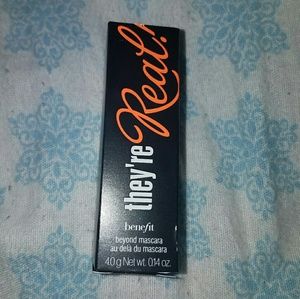 they're Real!
benefit
beyond mascara
au delà du mascara
4.0 g Net wt. 0.14 oz.